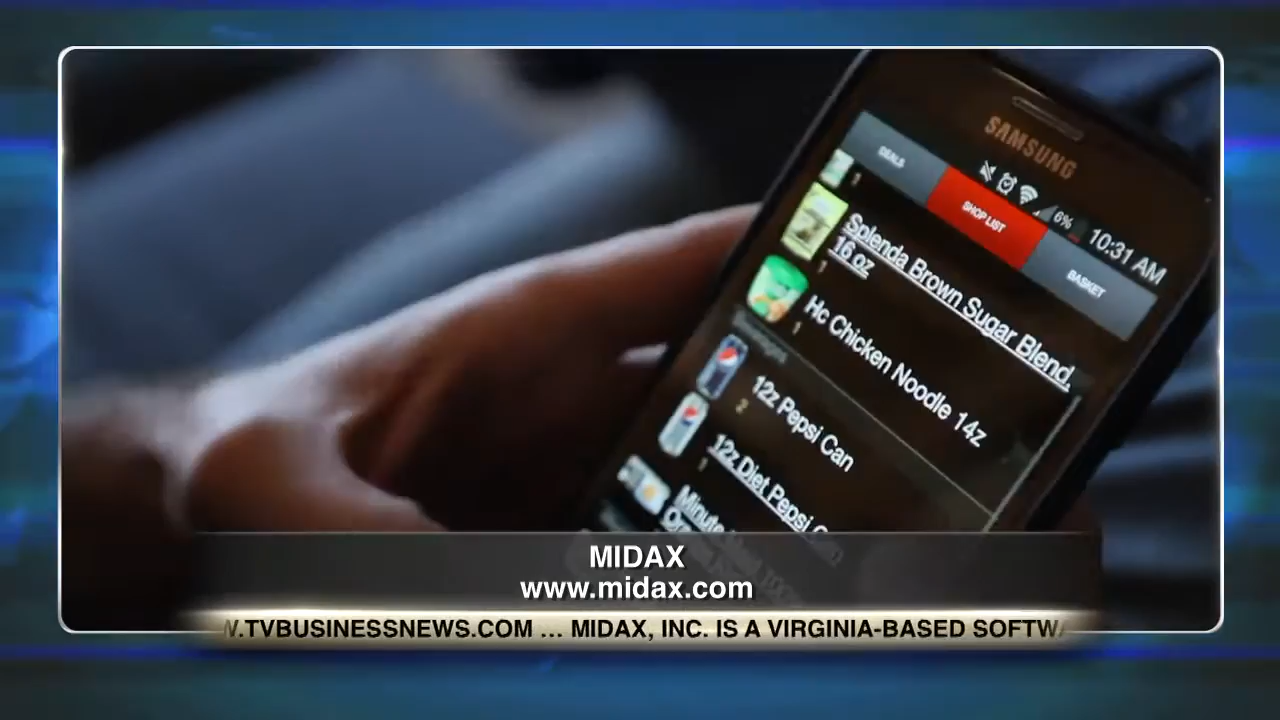 SAMSUNG
6% 10:31 AM
DEALS
SHOP LIST
BASKET
1
Splenda Brown Sugar Blend,
16 oz
1
Hc Chicken Noodle 14z
1
12z Pepsi Can
2
12z Diet Pepsi Can
1
Minute
MIDAX
www.midax.com
W.TVBUSINESSNEWS.COM ... MIDAX, INC. IS A VIRGINIA-BASED SOFTWA